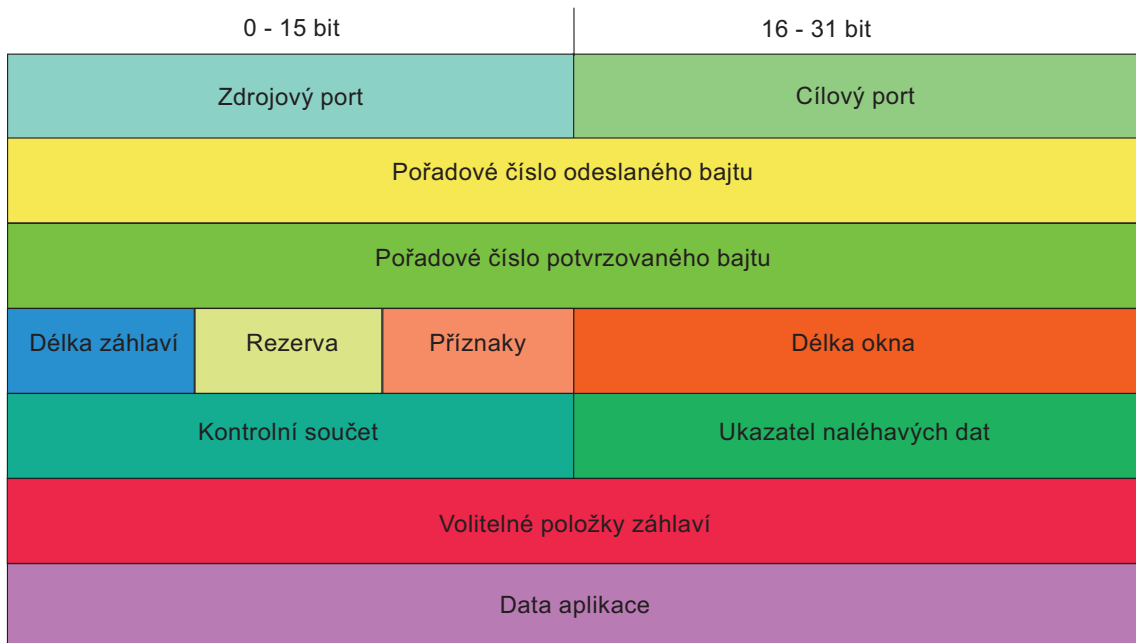 0 - 15 bit
16 - 31 bit
Zdrojový port
Cílový port
Pořadové číslo odeslaného bajtu
Pořadové číslo potvrzovaného bajtu
Délka záhlaví
Rezerva
Příznaky
Délka okna
Kontrolní součet
Ukazatel naléhavých dat
Volitelné položky záhlaví
Data aplikace